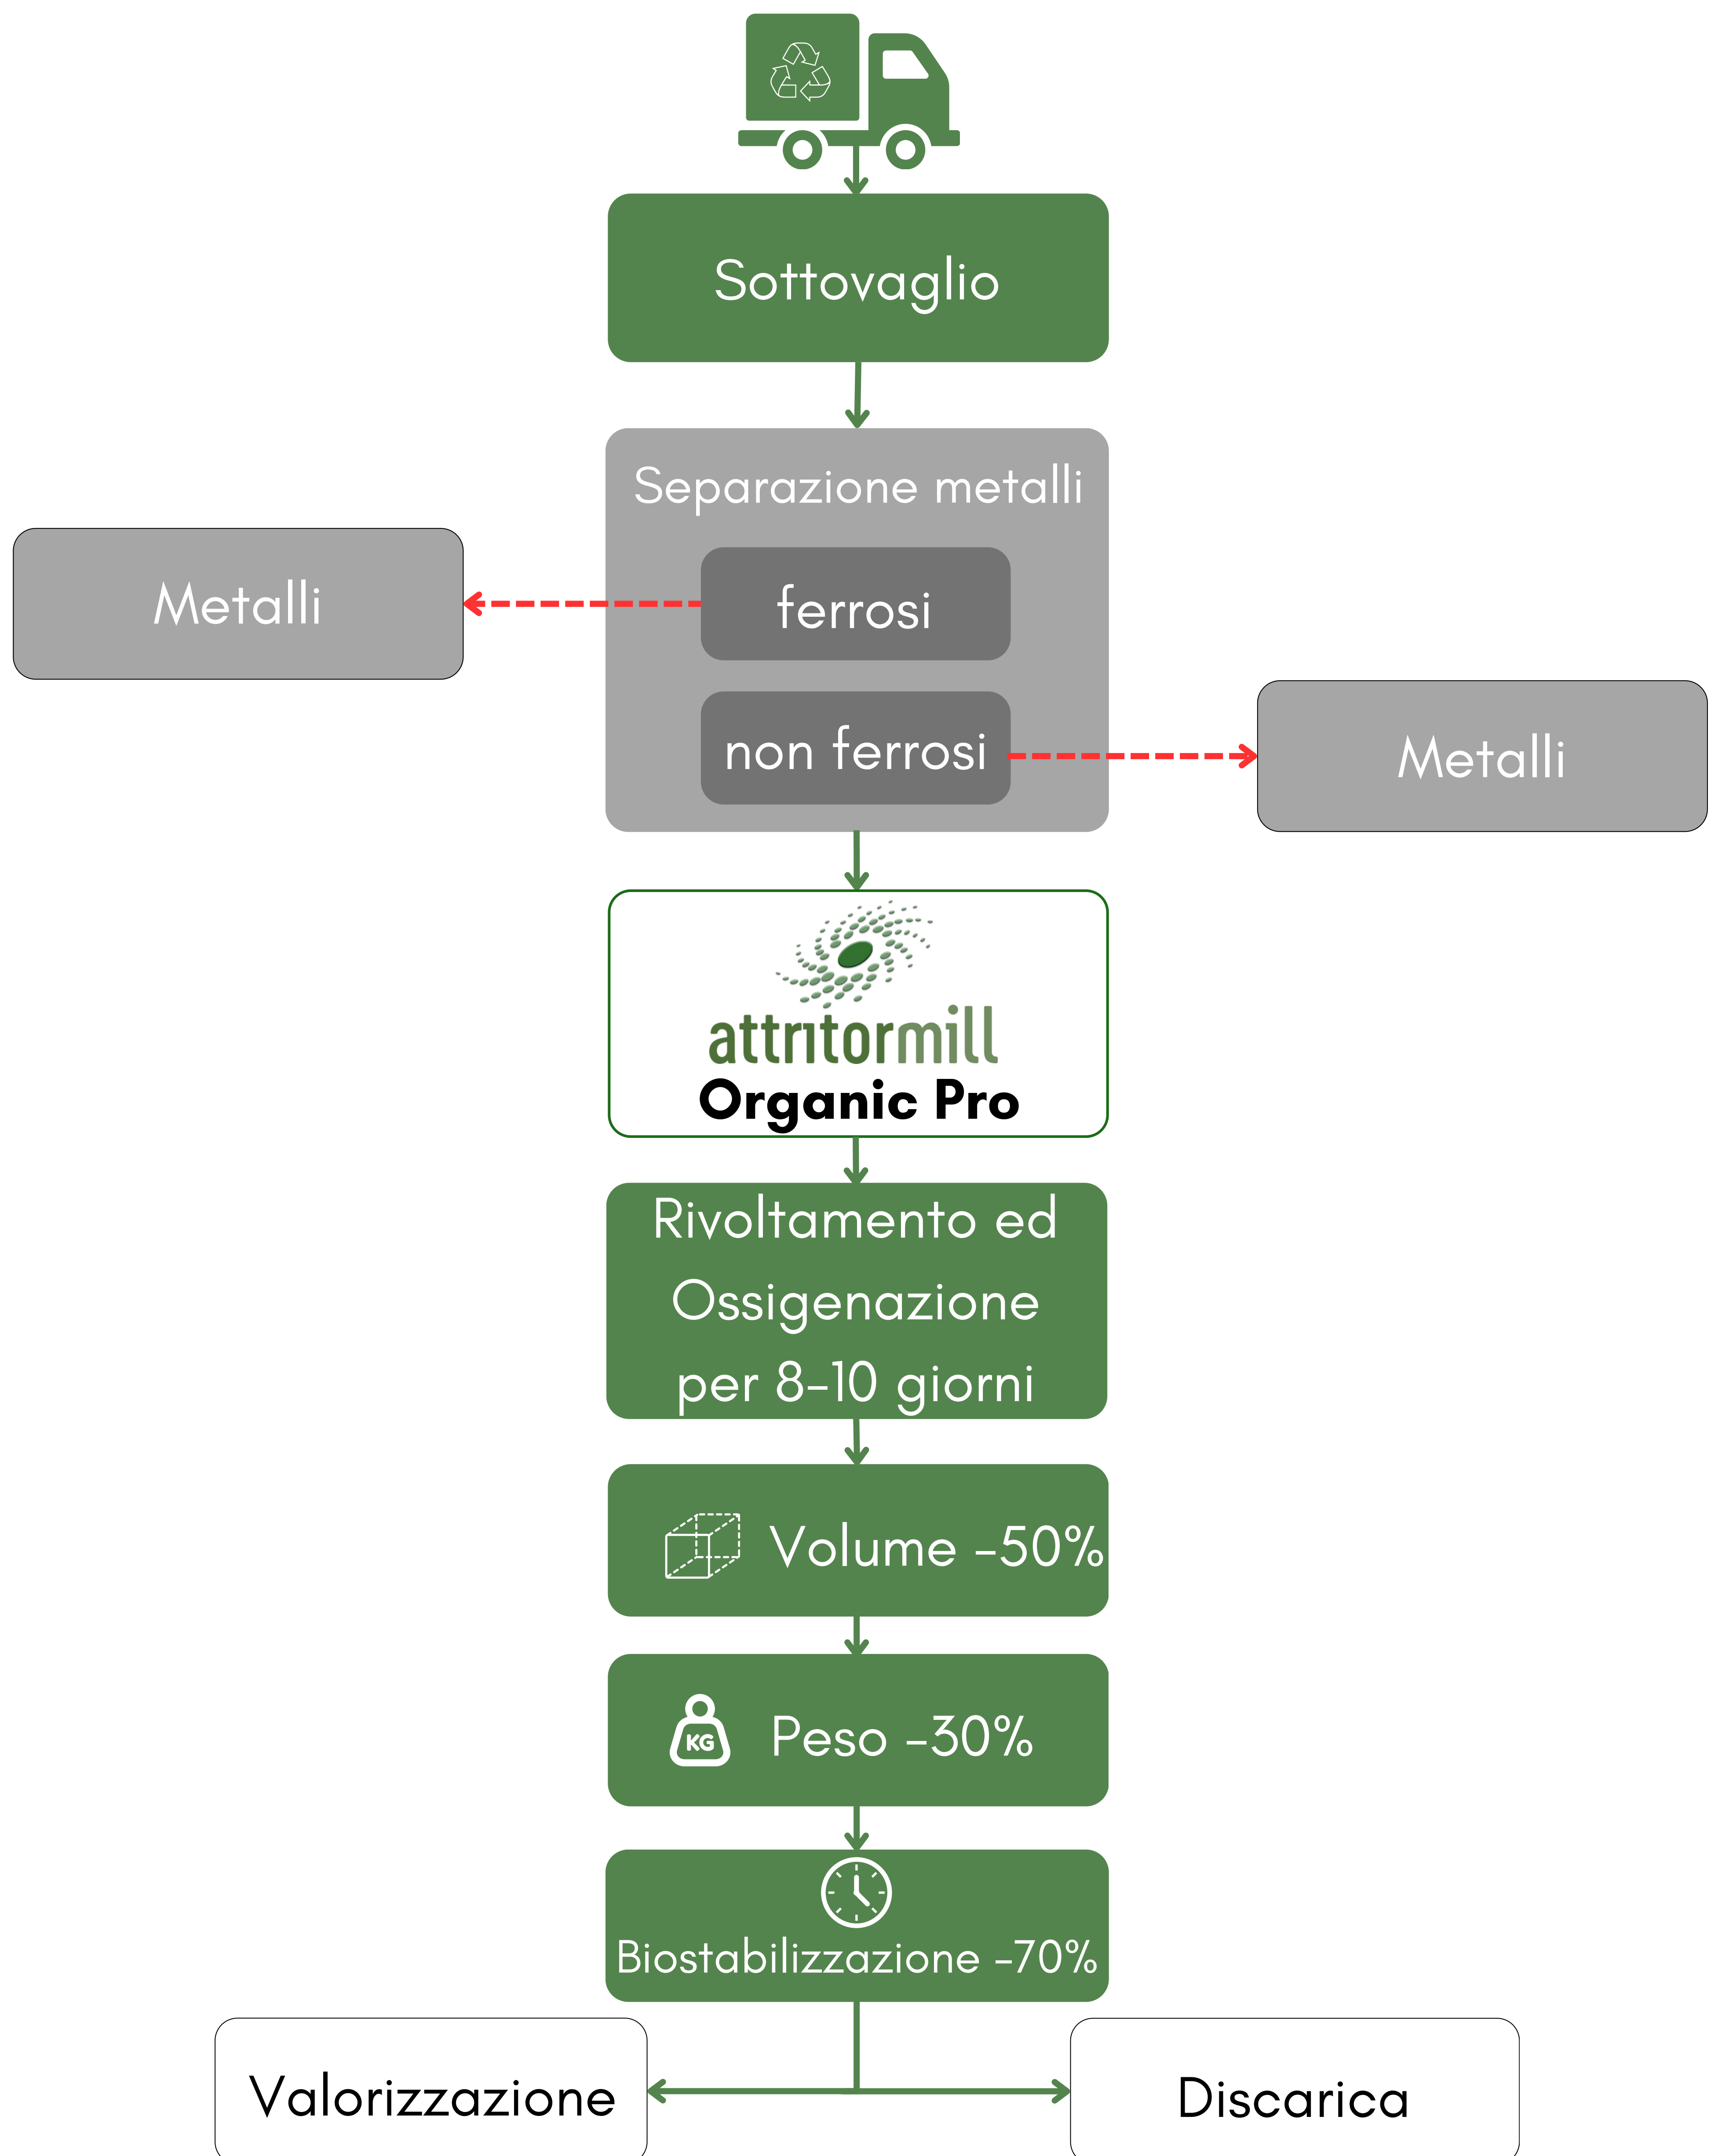 Sottovaglio
Separazione metalli
ferrosi
Metalli
non ferrosi
Metalli
attritormill
Organic Pro
Rivoltamento ed
Ossigenazione
per 8-10 giorni
Volume -50%
KG
Peso -30%
Biostabilizzazione -70%
Valorizzazione
Discarica